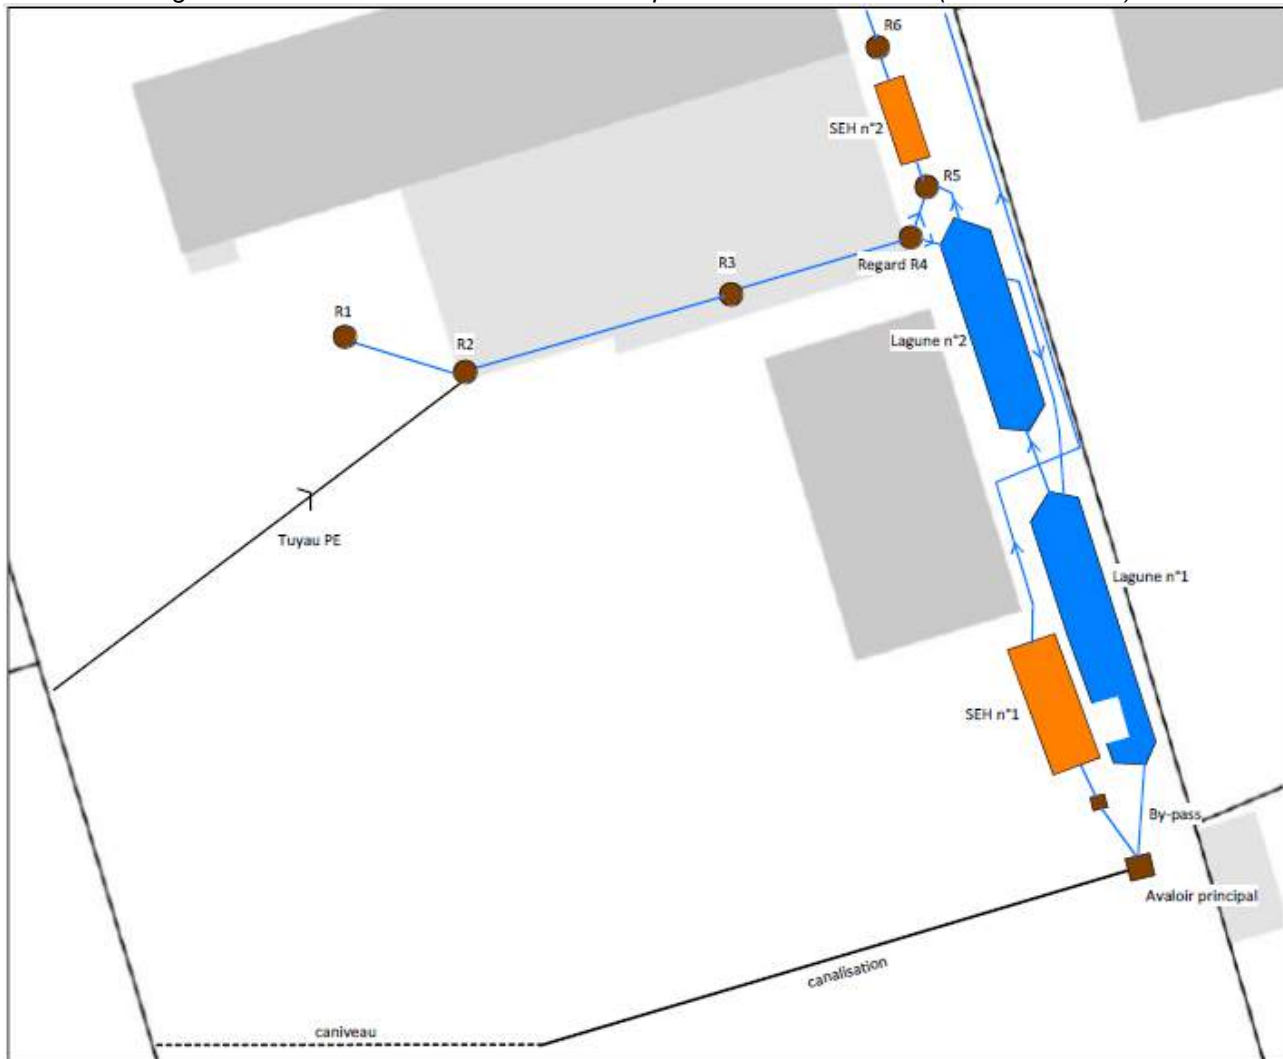 R6
SEH n°2
R5
Regard R4
R3
R1
R2
Lagune n°2
Tuyau PE
Lagune n°1
SEH n°1
By-pass
Avaloir principal
canalisation
caniveau